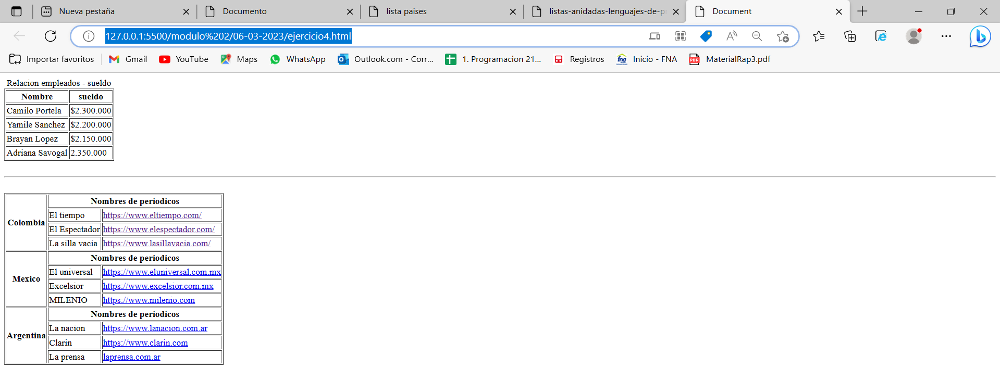 Nueva pestaña Documento lista paises listas-anidadas-lenguajes-de-p Document
127.0.0.1:5500/modulo%202/06-03-2023/ejercicio4.html
Importar favoritos Gmail YouTube Maps WhatsApp Outlook.com - Corr... 1. Programacion 21... Registros fna Inicio - FNA PDF MaterialRap3.pdf
Relacion empleados - sueldo
Nombre sueldo
Camilo Portela $2.300.000
Yamile Sanchez $2.200.000
Brayan Lopez $2.150.000
Adriana Savogal 2.350.000
Colombia Nombres de periodicos
El tiempo https://www.eltiempo.com/
El Espectador https://www.elespectador.com/
La silla vacia https://www.lasillavacia.com/
Mexico Nombres de periodicos
El universal https://www.eluniversal.com.mx
Excelsior https://www.excelsior.com.mx
MILENIO https://www.milenio.com
Argentina Nombres de periodicos
La nacion https://www.lanacion.com.ar
Clarin https://www.clarin.com
La prensa laprensa.com.ar